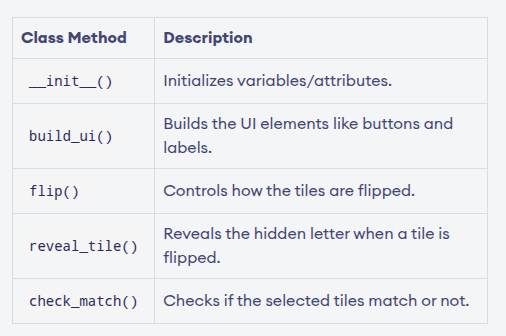 Class Method Description
__init__() Initializes variables/attributes.
build_ui() Builds the UI elements like buttons and
labels.
flip() Controls how the tiles are flipped.
reveal_tile() Reveals the hidden letter when a tile is
flipped.
check_match() Checks if the selected tiles match or not.